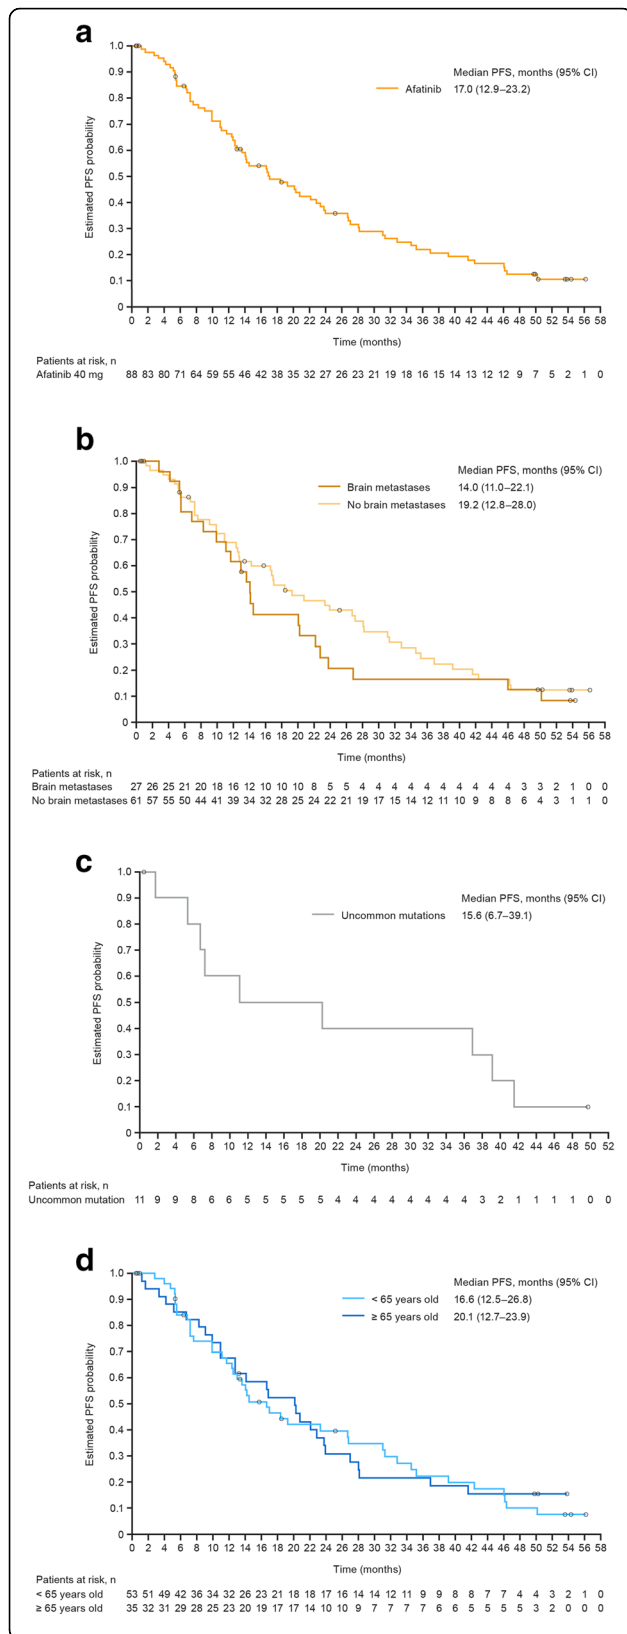 a
Median PFS, months (95% CI)
Afatinib 17.0 (12.9–23.2)
Estimated PFS probability
1.0
0.9
0.8
0.7
0.6
0.5
0.4
0.3
0.2
0.1
0
0 2 4 6 8 10 12 14 16 18 20 22 24 26 28 30 32 34 36 38 40 42 44 46 48 50 52 54 56 58
Time (months)
Patients at risk, n
Afatinib 40 mg 88 83 80 71 64 59 55 46 42 38 35 32 27 26 23 21 19 18 16 15 14 13 12 12 9 7 5 2 1 0
b
Median PFS, months (95% CI)
Brain metastases 14.0 (11.0–22.1)
No brain metastases 19.2 (12.8–28.0)
Estimated PFS probability
1.0
0.9
0.8
0.7
0.6
0.5
0.4
0.3
0.2
0.1
0
0 2 4 6 8 10 12 14 16 18 20 22 24 26 28 30 32 34 36 38 40 42 44 46 48 50 52 54 56 58
Time (months)
Patients at risk, n
Brain metastases 27 26 25 21 20 18 16 12 10 10 10 8 5 5 4 4 4 4 4 4 4 4 4 4 3 3 2 1 0 0
No brain metastases 61 57 55 50 44 41 39 34 32 28 25 24 22 21 19 17 15 14 12 11 10 9 8 8 6 4 3 1 1 0
c
Median PFS, months (95% CI)
Uncommon mutations 15.6 (6.7–39.1)
Estimated PFS probability
1.0
0.9
0.8
0.7
0.6
0.5
0.4
0.3
0.2
0.1
0
0 2 4 6 8 10 12 14 16 18 20 22 24 26 28 30 32 34 36 38 40 42 44 46 48 50 52
Time (months)
Patients at risk, n
Uncommon mutation 11 9 9 8 6 6 5 5 5 5 5 4 4 4 4 4 4 4 4 3 2 1 1 1 1 0 0
d
Median PFS, months (95% CI)
< 65 years old 16.6 (12.5–26.8)
≥ 65 years old 20.1 (12.7–23.9)
Estimated PFS probability
1.0
0.9
0.8
0.7
0.6
0.5
0.4
0.3
0.2
0.1
0
0 2 4 6 8 10 12 14 16 18 20 22 24 26 28 30 32 34 36 38 40 42 44 46 48 50 52 54 56 58
Time (months)
Patients at risk, n
< 65 years old 53 51 49 42 36 34 32 26 23 21 18 18 17 16 14 14 12 11 9 9 8 8 7 7 4 4 3 2 1 0
≥ 65 years old 35 32 31 29 28 25 23 20 19 17 17 14 10 10 9 7 7 7 7 6 6 5 5 5 5 3 2 0 0 0